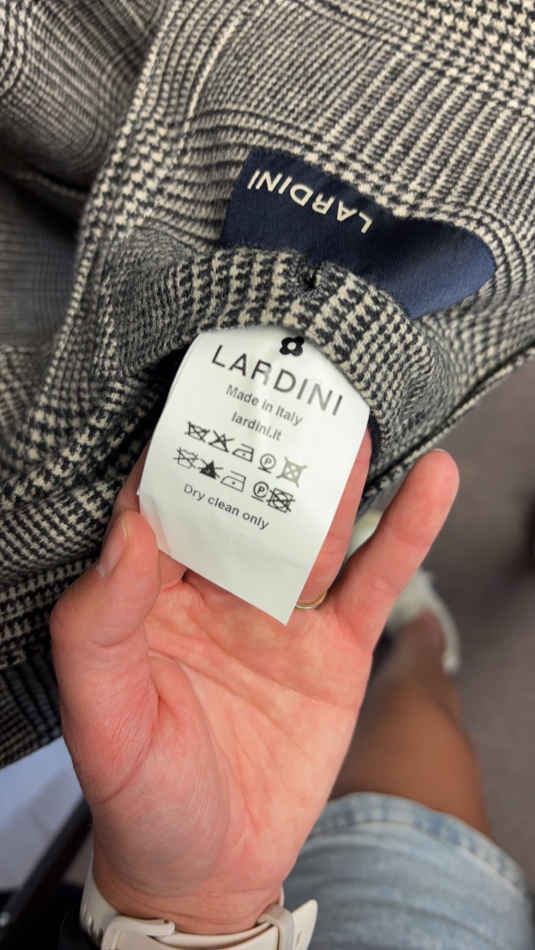 LARDINI
LARDINI
Made in Italy
lardini.it
P
P
Dry clean only